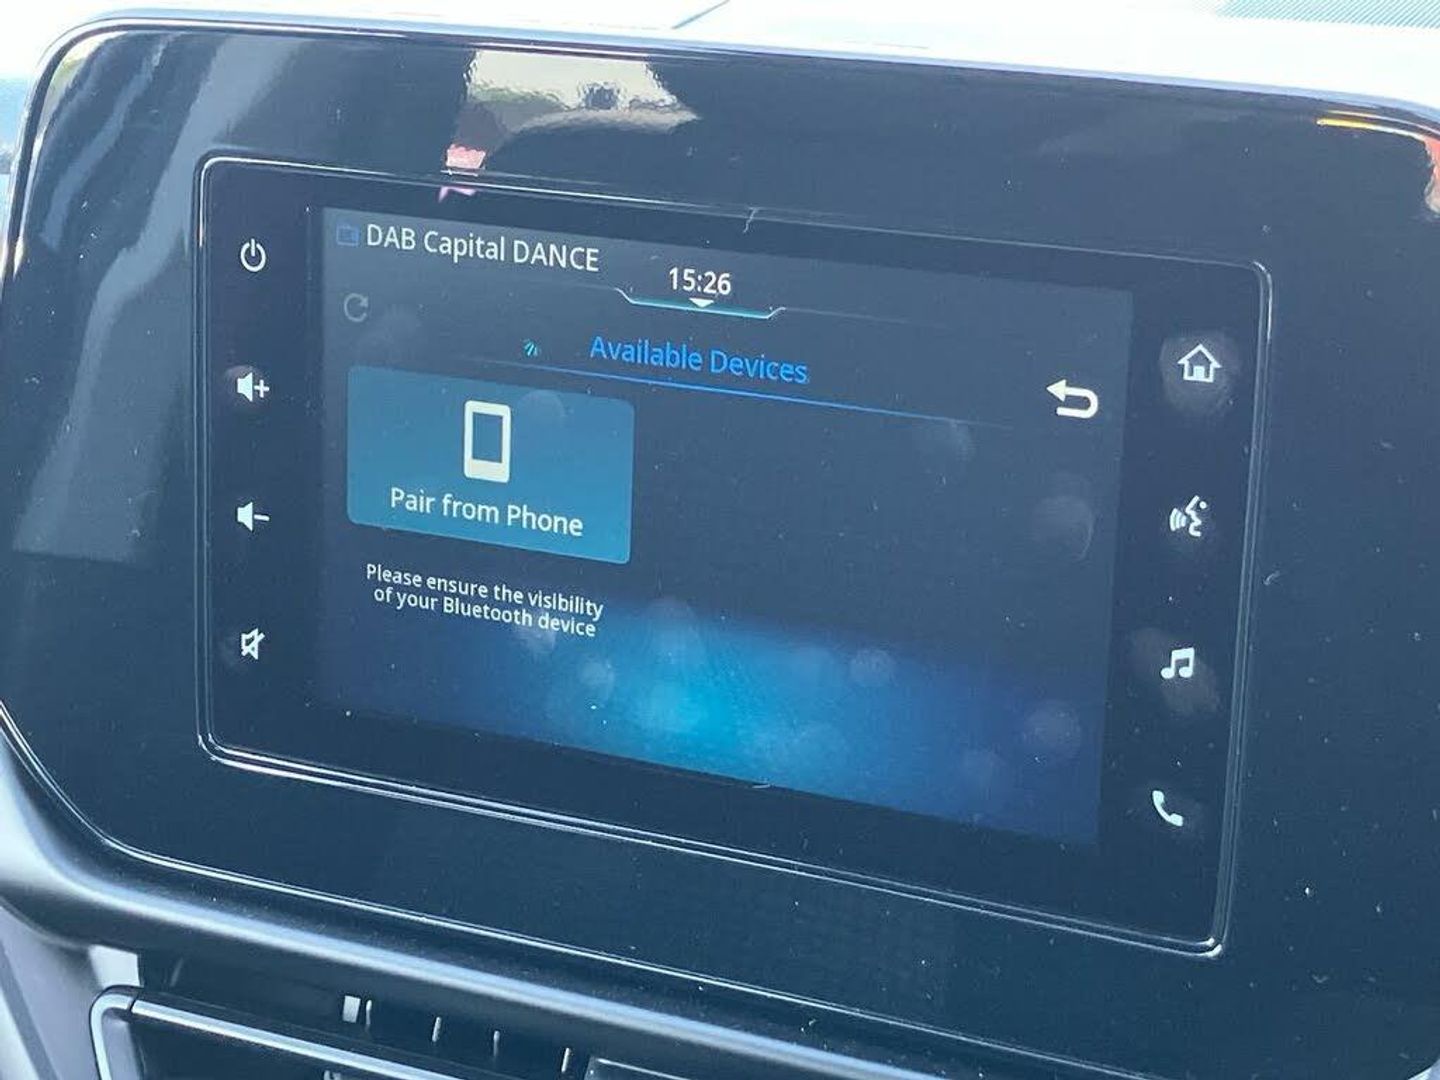 DAB Capital DANCE
15:26
Available Devices
Pair from Phone
Please ensure the visibility
of your Bluetooth device